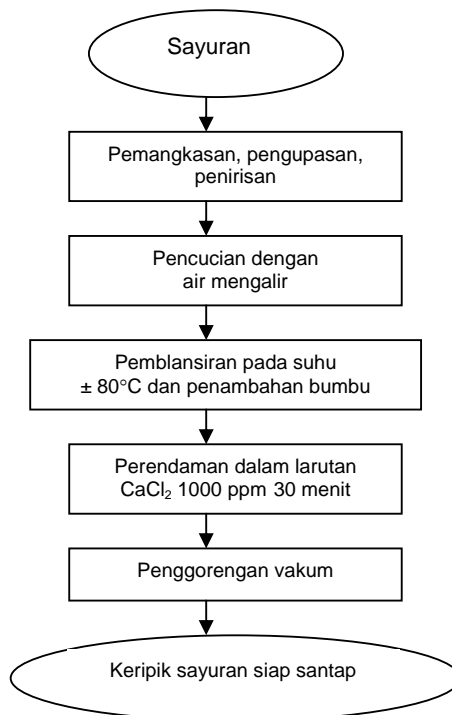 Sayuran
Pemangkasan, pengupasan,
penirisan
Pencucian dengan
air mengalir
Pemblansiran pada suhu
± 80°C dan penambahan bumbu
Perendaman dalam larutan
CaCl₂ 1000 ppm 30 menit
Penggorengan vakum
Keripik sayuran siap santap